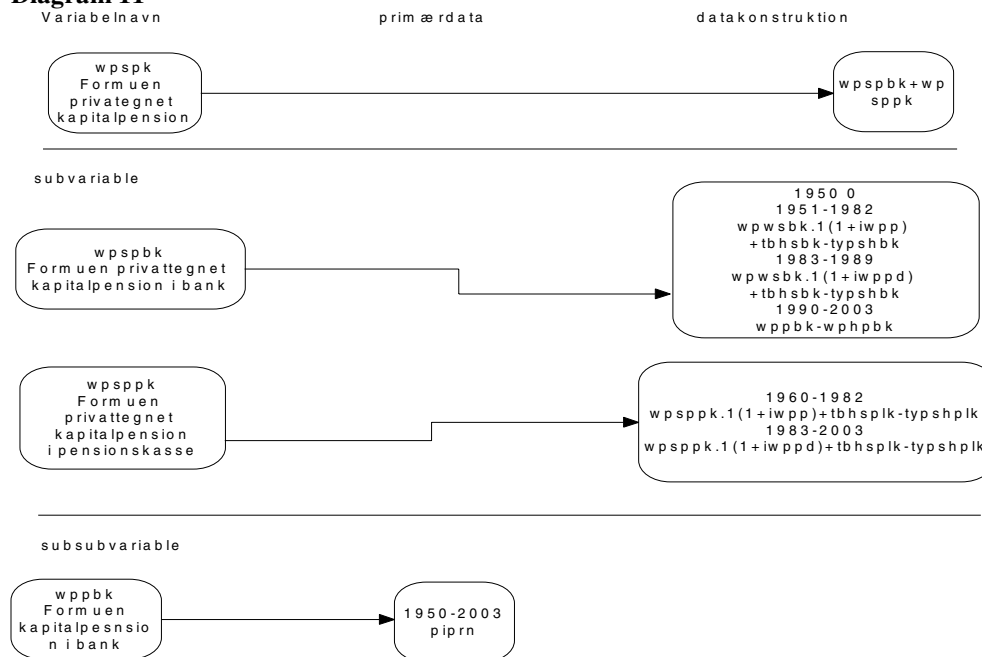 Diagram 11
Variabelnavn primærdata datakonstruktion
wpspk
Formuen
privategnet
kapitalpension
wpspbk+wp
sppk
subvariable
wpspbk
Formuen privattegnet
kapitalpension i bank
1950 0
1951-1982
wpwsbk.1(1+iwpp)
+tbhsbk-typshbk
1983-1989
wpwsbk.1(1+iwppd)
+tbhsbk-typshbk
1990-2003
wppbk-wphpbk
wpsppk
Formuen
privattegnet
kapitalpension
i pensionskasse
1960-1982
wpsppk.1(1+iwpp)+tbhsplk-typshplk
1983-2003
wpsppk.1(1+iwppd)+tbhsplk-typshplk
subsubvariable
wppbk
Formuen
kapitalpesnsio
n i bank
1950-2003
piprn